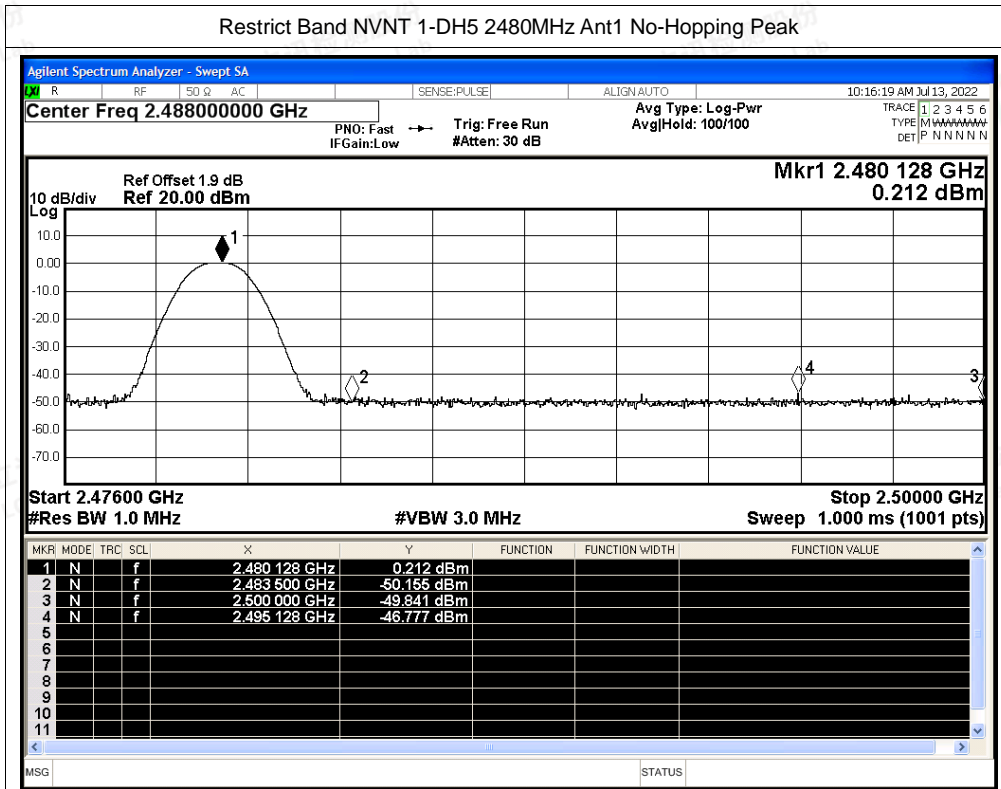 Restrict Band NVNT 1-DH5 2480MHz Ant1 No-Hopping Peak
Agilent Spectrum Analyzer - Swept SA
LXI R RF 50 Ω AC SENSE:PULSE ALIGN AUTO 10:16:19 AM Jul 13, 2022
Center Freq 2.488000000 GHz
PNO: Fast
IFGain:Low
Trig: Free Run
#Atten: 30 dB
Avg Type: Log-Pwr
Avg|Hold: 100/100
TRACE 1 2 3 4 5 6
TYPE M
DET P N N N N N
10 dB/div
Log
Ref Offset 1.9 dB
Ref 20.00 dBm
Mkr1 2.480 128 GHz
0.212 dBm
10.0
0.00
-10.0
-20.0
-30.0
-40.0
-50.0
-60.0
-70.0
1
2
4
3
Start 2.47600 GHz Stop 2.50000 GHz
#Res BW 1.0 MHz #VBW 3.0 MHz Sweep 1.000 ms (1001 pts)
MKR MODE TRC SCL X Y FUNCTION FUNCTION WIDTH FUNCTION VALUE
1 N f 2.480 128 GHz 0.212 dBm
2 N f 2.483 500 GHz -50.155 dBm
3 N f 2.500 000 GHz -49.841 dBm
4 N f 2.495 128 GHz -46.777 dBm
5
6
7
8
9
10
11
MSG STATUS